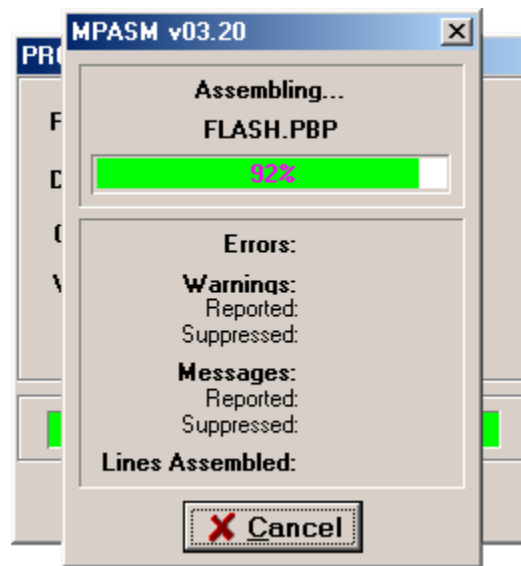 MPASM v03.20
Assembling...
FLASH.PBP
92%
Errors:
Warnings:
Reported:
Suppressed:
Messages:
Reported:
Suppressed:
Lines Assembled:
Cancel